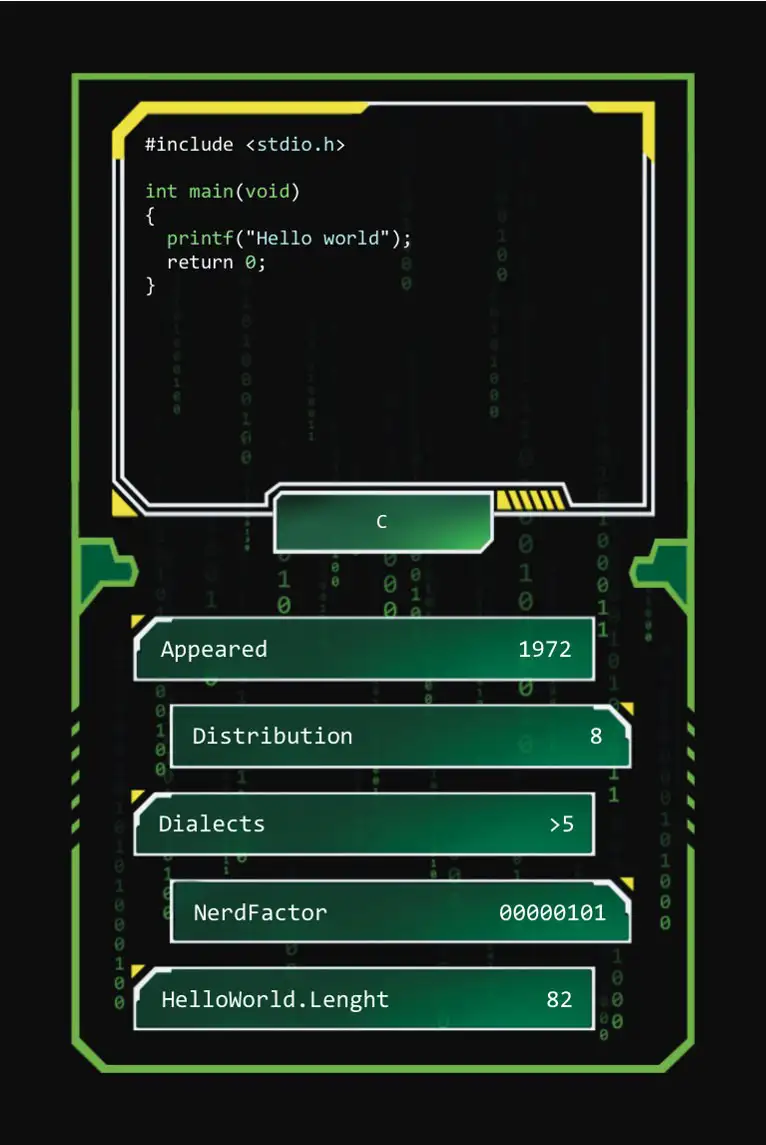 #include <stdio.h>
int main(void)
{
  printf("Hello world");
  return 0;
}
C
Appeared 1972
Distribution 8
Dialects >5
NerdFactor 00000101
HelloWorld.Lenght 82